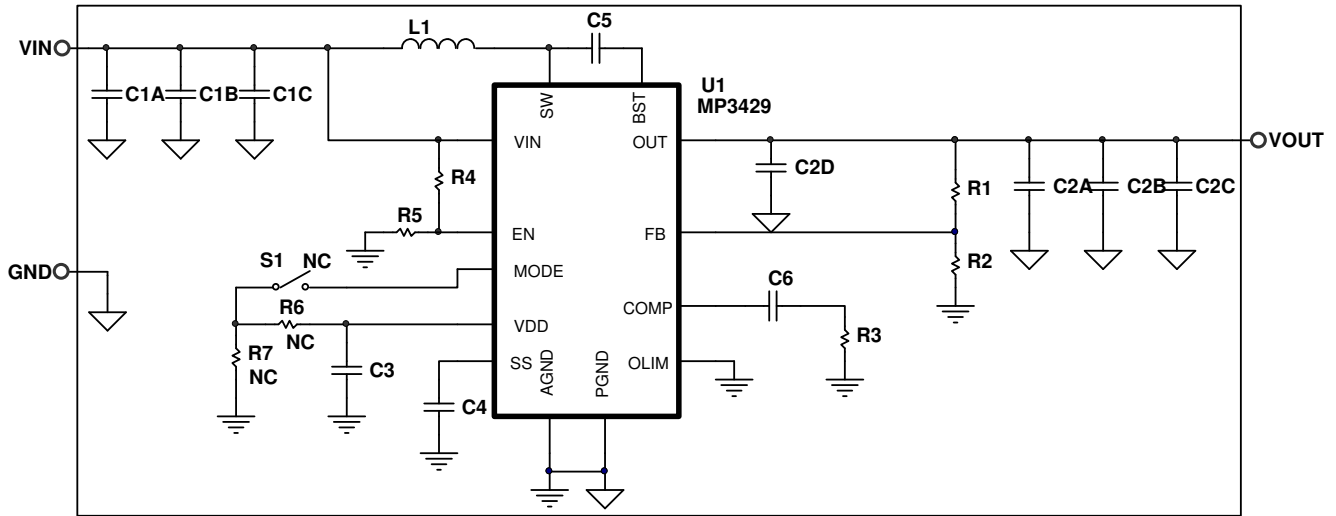 L1
C5
VIN
C1A
C1B
C1C
SW
BST
U1
MP3429
VIN
OUT
VOUT
R4
C2D
R1
C2A
C2B
C2C
R5
EN
FB
GND
S1
NC
MODE
R2
C6
R6
NC
VDD
COMP
R3
R7
NC
C3
SS
AGND
PGND
OLIM
C4